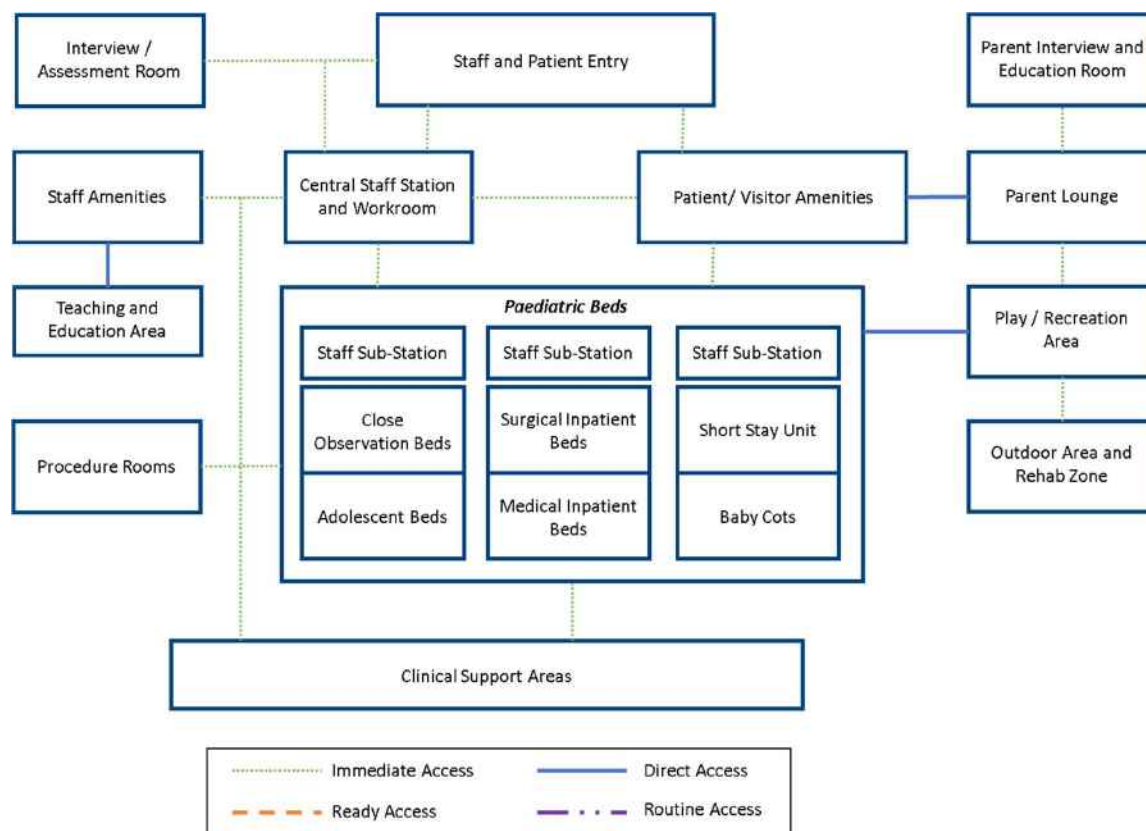 Interview /
Assessment Room
Staff and Patient Entry
Parent Interview and
Education Room
Staff Amenities
Central Staff Station
and Workroom
Patient/ Visitor Amenities
Parent Lounge
Teaching and
Education Area
Paediatric Beds
Play / Recreation
Area
Staff Sub-Station
Staff Sub-Station
Staff Sub-Station
Close
Observation Beds
Surgical Inpatient
Beds
Short Stay Unit
Procedure Rooms
Outdoor Area and
Rehab Zone
Adolescent Beds
Medical Inpatient
Beds
Baby Cots
Clinical Support Areas
Immediate Access
Direct Access
Ready Access
Routine Access